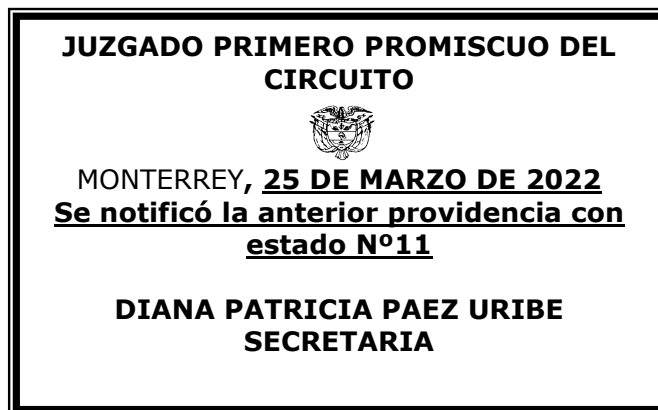 JUZGADO PRIMERO PROMISCUO DEL
CIRCUITO
MONTERREY, 25 DE MARZO DE 2022
Se notificó la anterior providencia con
estado Nº11
DIANA PATRICIA PAEZ URIBE
SECRETARIA